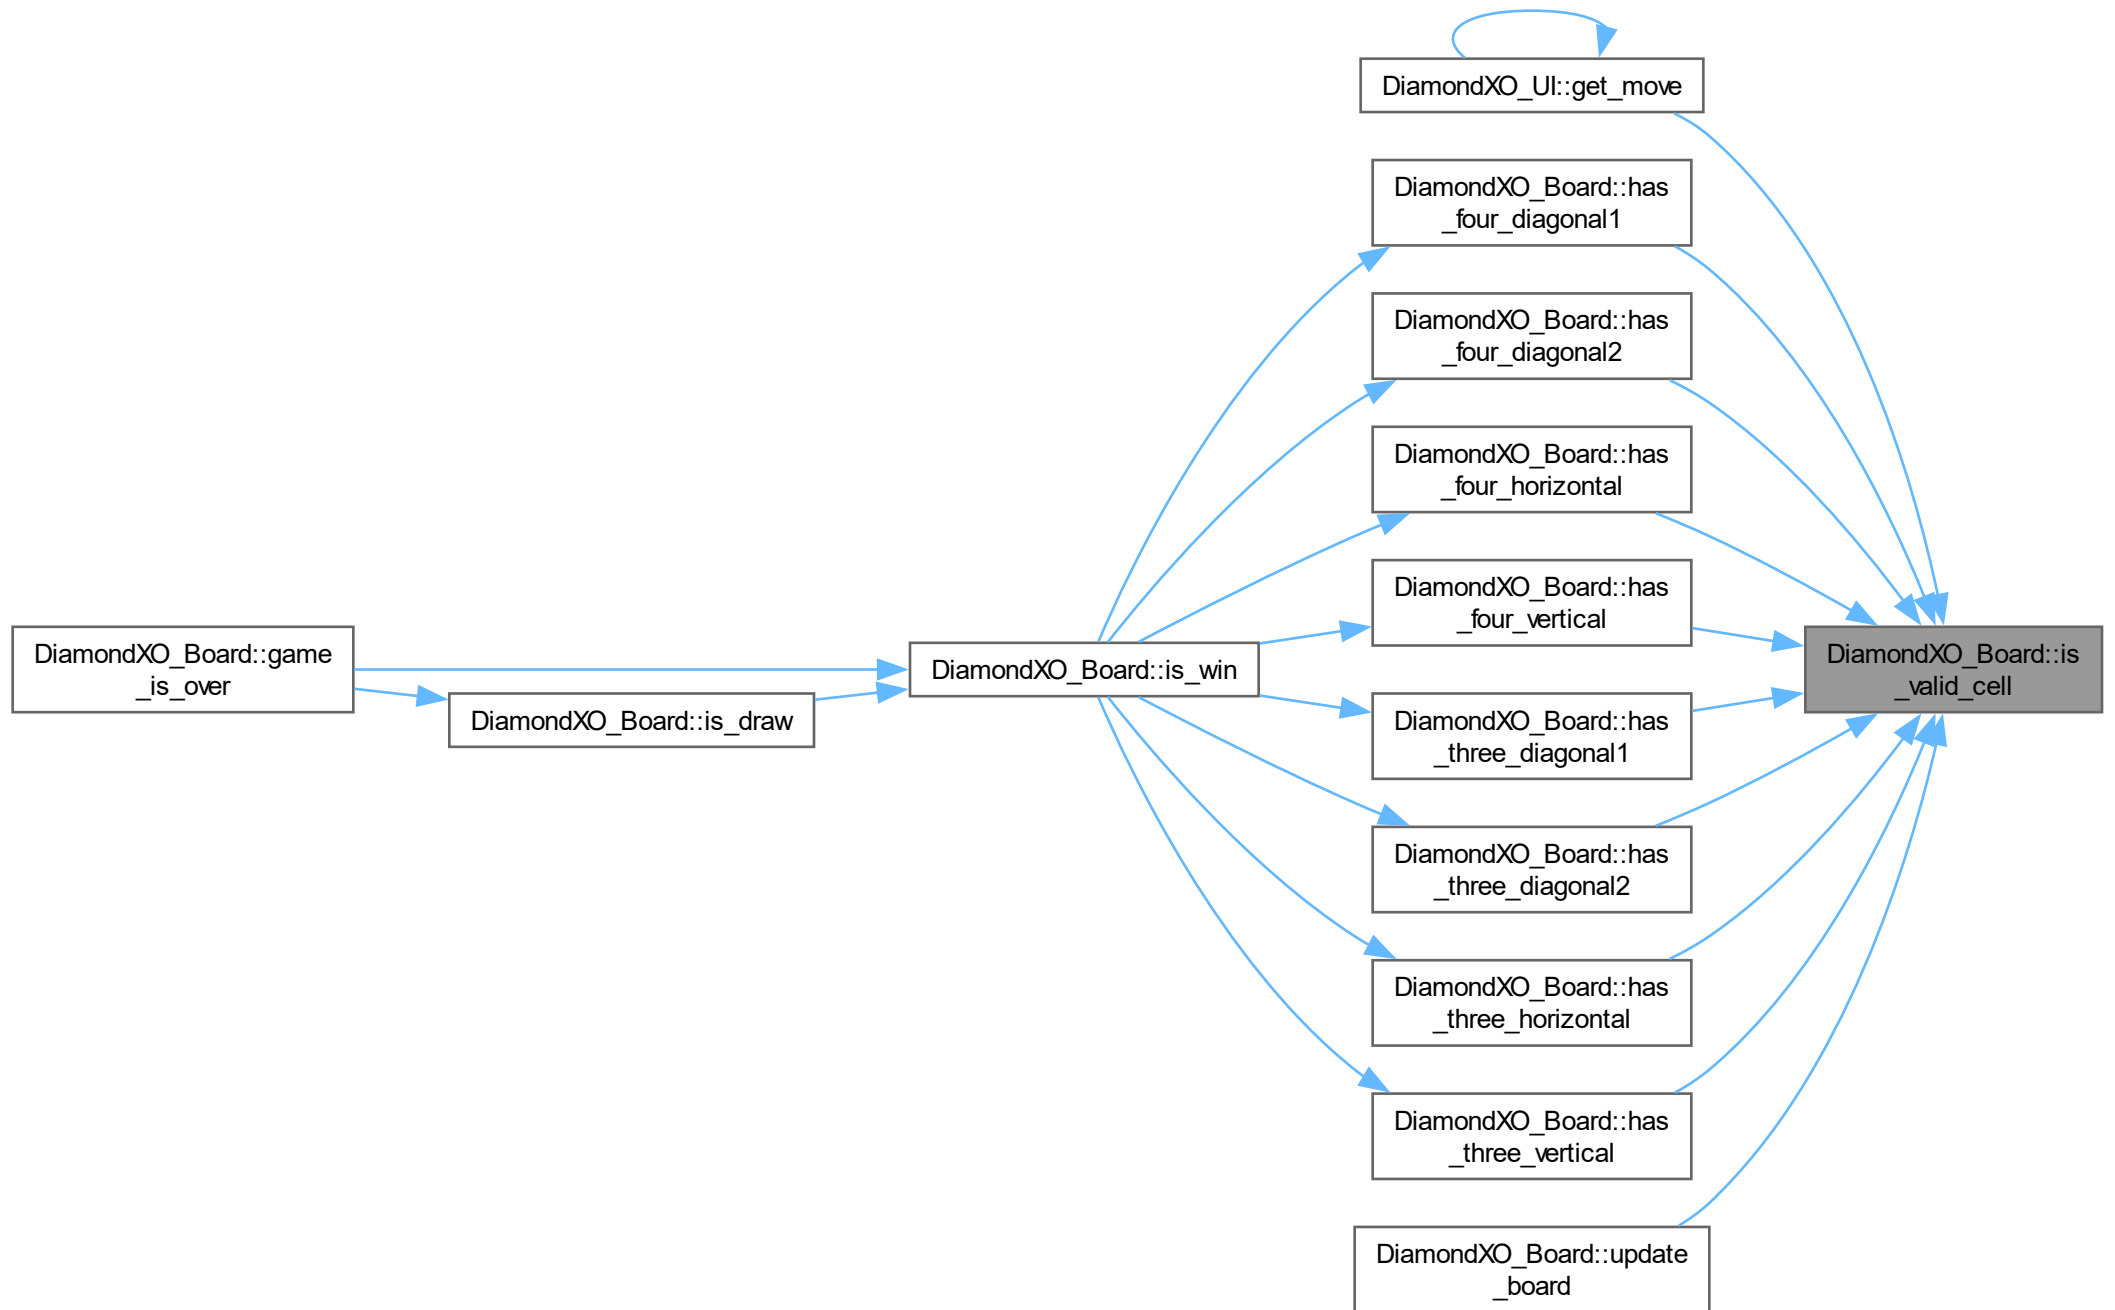 DiamondXO_UI::get_move
DiamondXO_Board::has
_four_diagonal1
DiamondXO_Board::has
_four_diagonal2
DiamondXO_Board::has
_four_horizontal
DiamondXO_Board::has
_four_vertical
DiamondXO_Board::game
_is_over
DiamondXO_Board::is_draw
DiamondXO_Board::is_win
DiamondXO_Board::is
_valid_cell
DiamondXO_Board::has
_three_diagonal1
DiamondXO_Board::has
_three_diagonal2
DiamondXO_Board::has
_three_horizontal
DiamondXO_Board::has
_three_vertical
DiamondXO_Board::update
_board